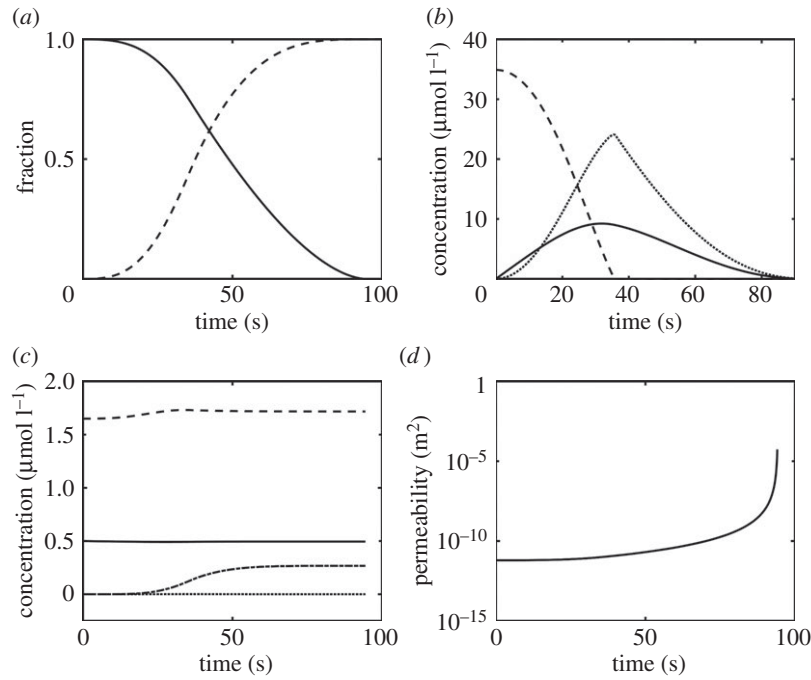 (a)
1.0
0.5
0
50
100
fraction
time (s)
(b)
40
30
20
10
0
20
40
60
80
concentration (µmol l−1)
time (s)
(c)
2.0
1.5
0.5
0
0
50
100
concentration (µmol l−1)
time (s)
(d)
1
10−5
10−10
10−15
0
50
100
permeability (m2)
time (s)